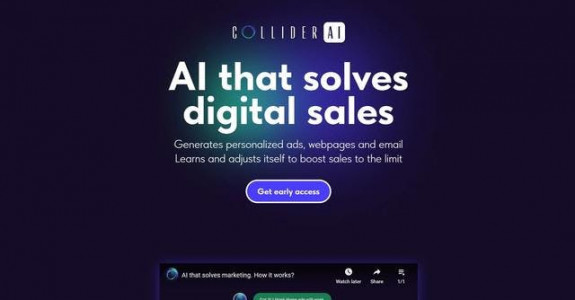 COLLIDER AI
AI that solves
digital sales
Generates personalized ads, webpages and email
Learns and adjusts itself to boost sales to the limit
Get early access
AI that solves marketing. How it works?
Watch later
Share
1/1